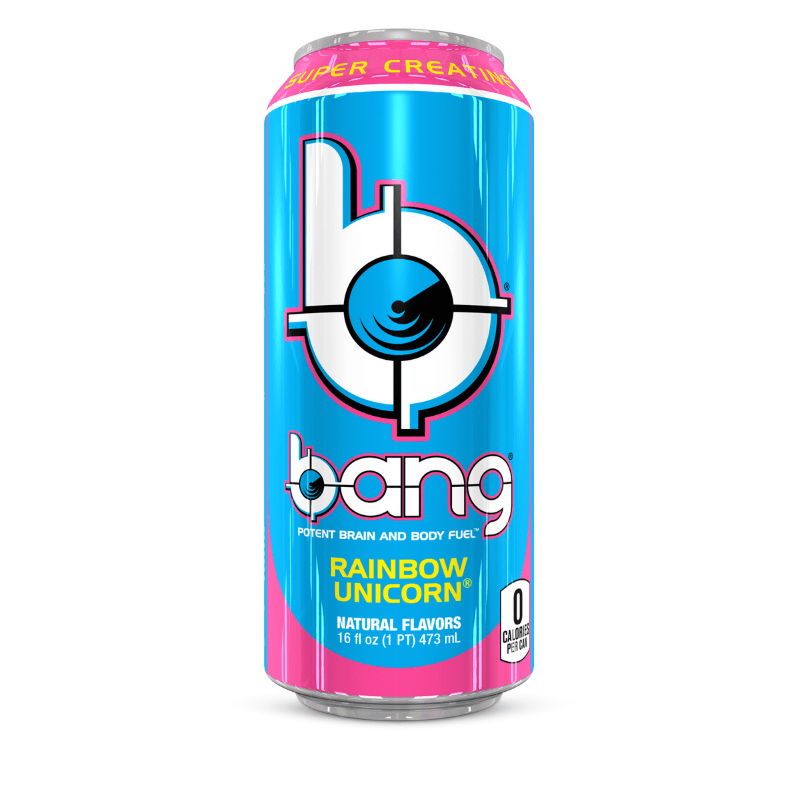 SUPER CREATINE
b®
bang®
POTENT BRAIN AND BODY FUEL™
RAINBOW
UNICORN®
NATURAL FLAVORS
16 fl oz (1 PT) 473 mL
0
CALORIES
PER CAN